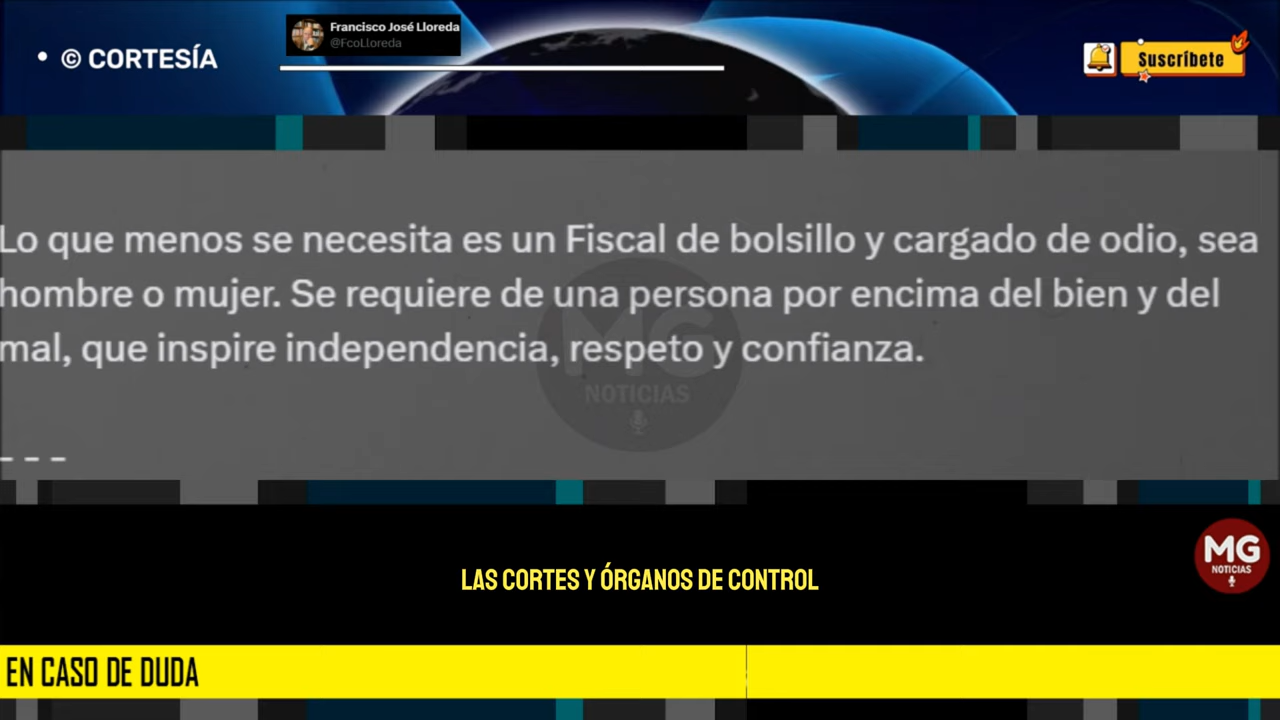 • © CORTESÍA
Francisco José Lloreda
@FcoLloreda
Suscríbete
Lo que menos se necesita es un Fiscal de bolsillo y cargado de odio, sea
hombre o mujer. Se requiere de una persona por encima del bien y del
mal, que inspire independencia, respeto y confianza.
MG
NOTICIAS
- - -
LAS CORTES Y ÓRGANOS DE CONTROL
MG
NOTICIAS
EN CASO DE DUDA